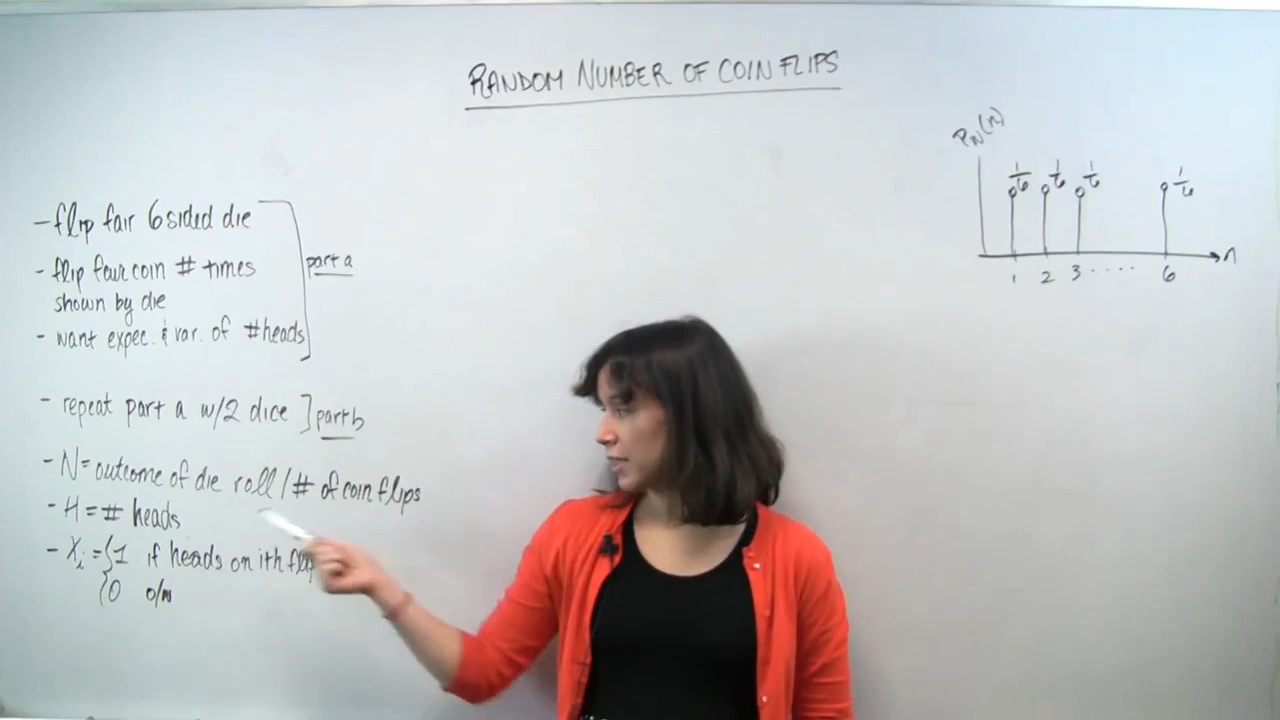 RANDOM NUMBER OF COIN FLIPS
- flip fair 6 sided die
- flip fair coin # times
shown by die
- want expec. & var. of #heads
part a
- repeat part a w/2 dice ] part b
- N = outcome of die roll / # of coin flips
- H = # heads
- Xi = { 1 if heads on ith flip
0 o/w
PN(n)
1/6 1/6 1/6 1/6
1 2 3 ..... 6
n